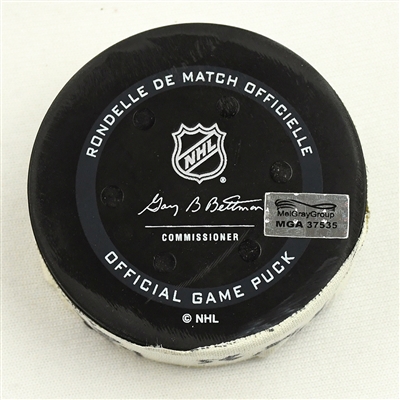 RONDELLE DE MATCH OFFICIELLE
NHL
Gary B Bettman
COMMISSIONER
MeiGrayGroup
MGA 37535
OFFICIAL GAME PUCK
© NHL